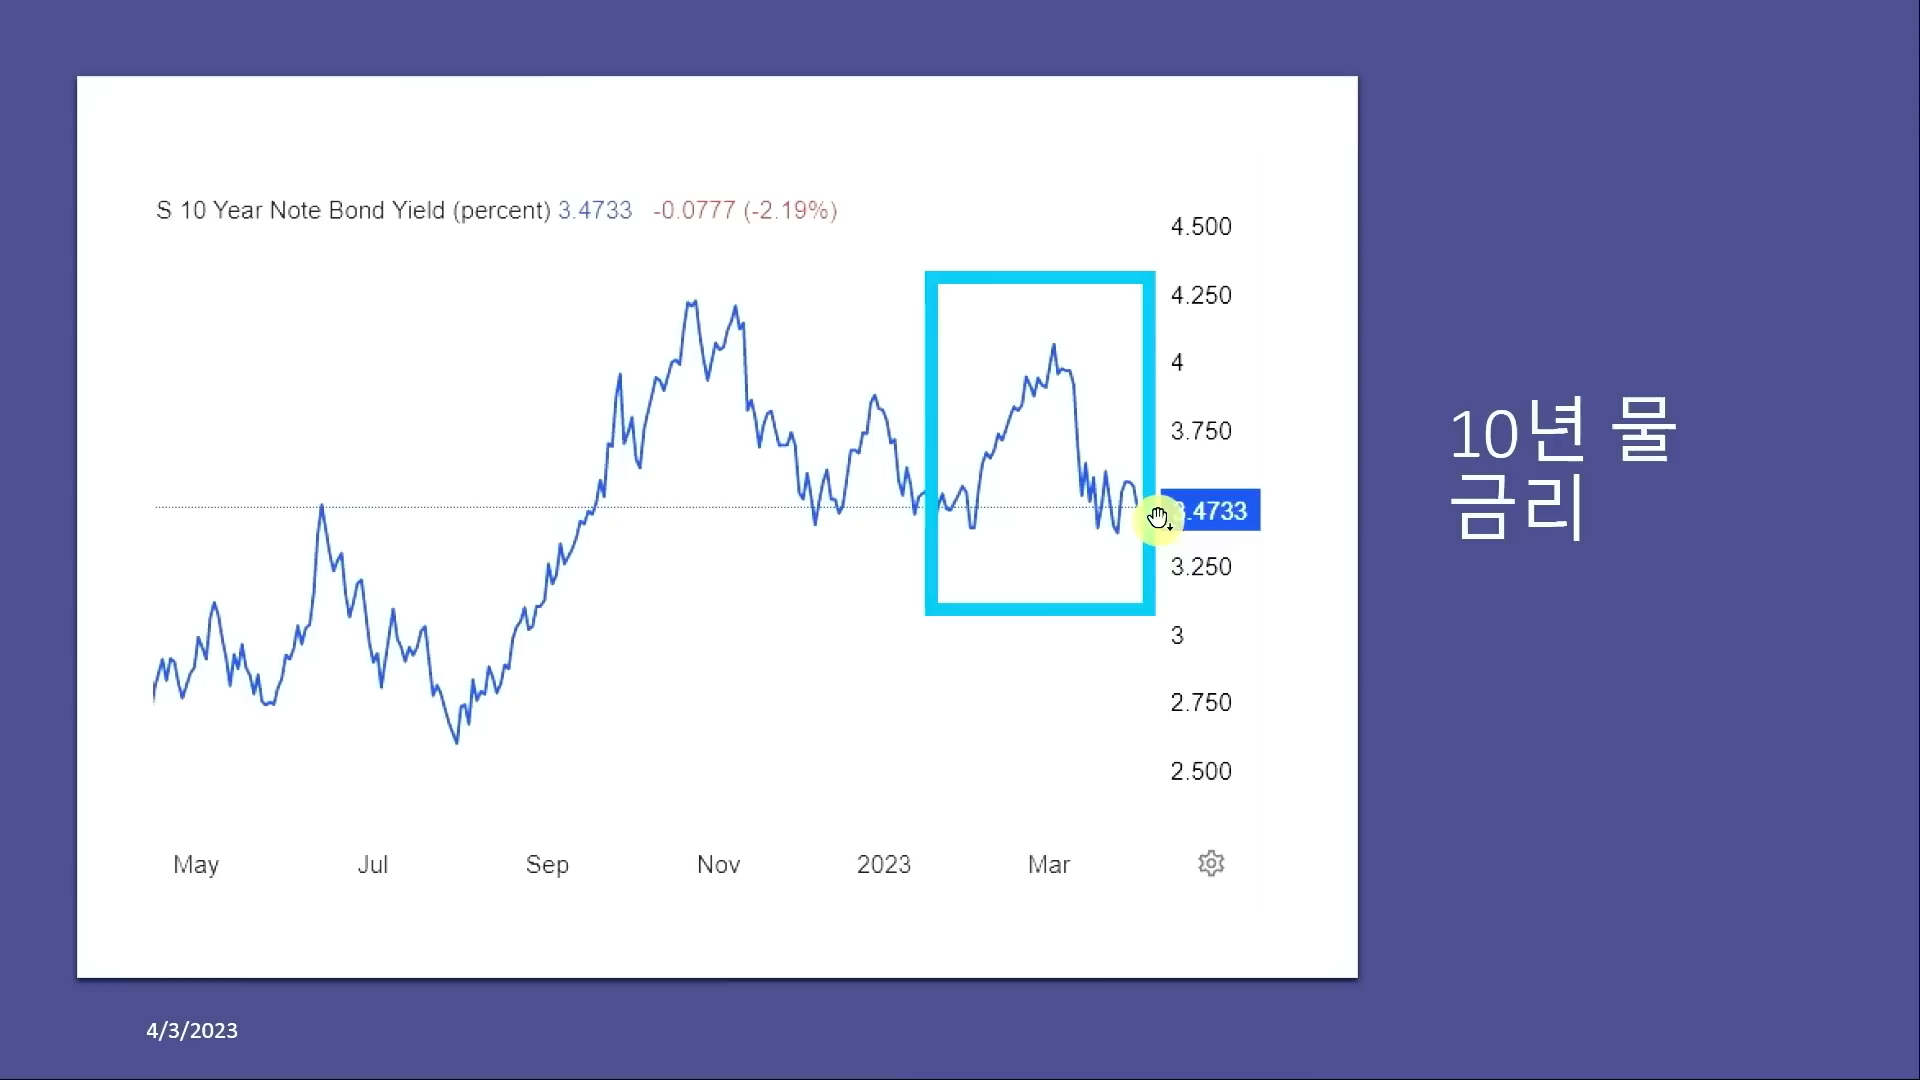 S 10 Year Note Bond Yield (percent) 3.4733 -0.0777 (-2.19%)
4.500
4.250
4
3.750
3.4733
3.250
3
2.750
2.500
May Jul Sep Nov 2023 Mar
10년 물
금리
4/3/2023